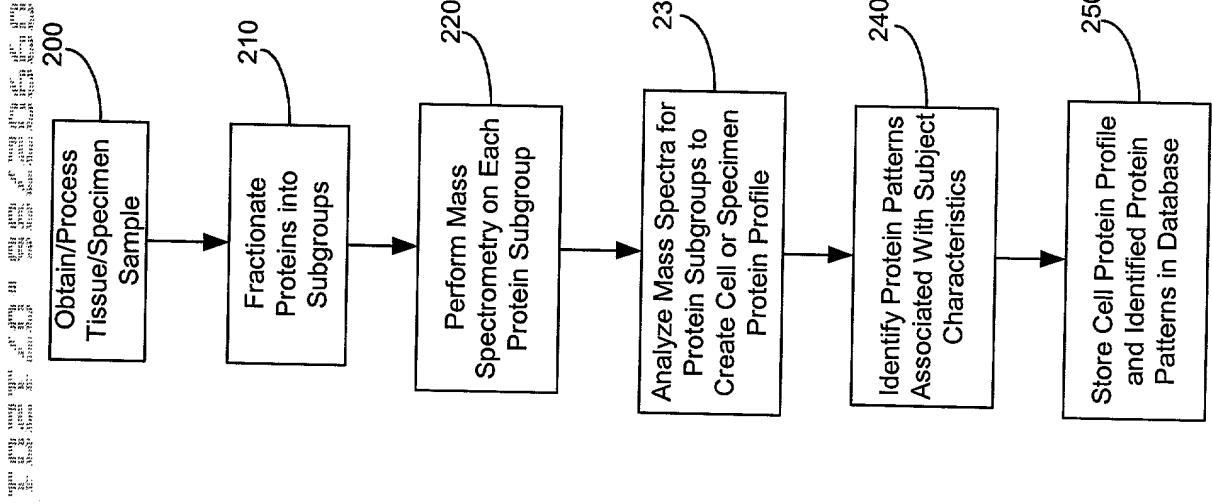 200
Obtain/Process
Tissue/Specimen
Sample
210
Fractionate
Proteins into
Subgroups
220
Perform Mass
Spectrometry on Each
Protein Subgroup
23
Analyze Mass Spectra for
Protein Subgroups to
Create Cell or Specimen
Protein Profile
240
Identify Protein Patterns
Associated With Subject
Characteristics
250
Store Cell Protein Profile
and Identified Protein
Patterns in Database